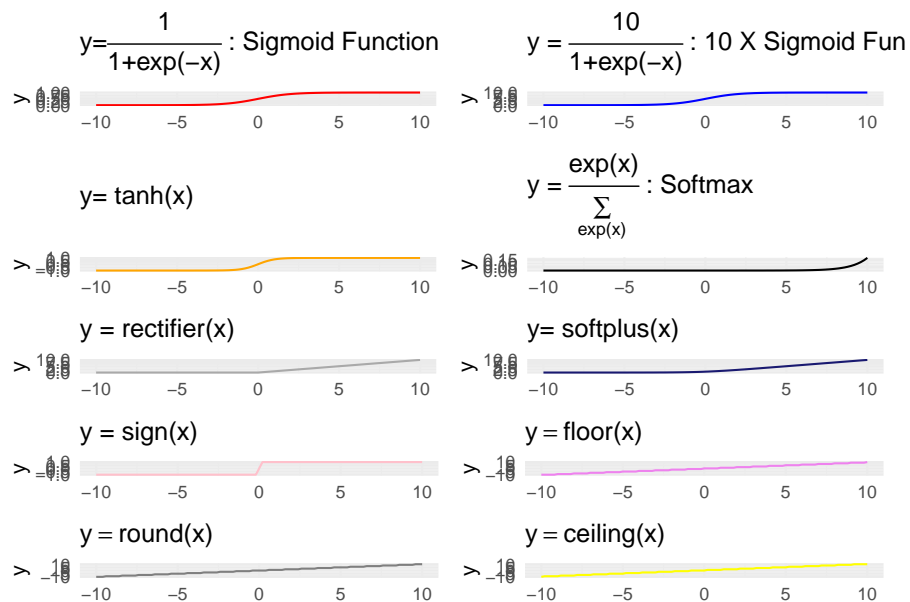 y=1/1+exp(−x) : Sigmoid Function
y
−10 −5 0 5 10
y = 10/1+exp(−x) : 10 X Sigmoid Fun
y
−10 −5 0 5 10
y= tanh(x)
y
−10 −5 0 5 10
y = exp(x)/∑exp(x) : Softmax
y
0.15
−10 −5 0 5 10
y = rectifier(x)
y
−10 −5 0 5 10
y= softplus(x)
y
−10 −5 0 5 10
y = sign(x)
y
−10 −5 0 5 10
y = floor(x)
y
−10 −5 0 5 10
y = round(x)
y
−10 −5 0 5 10
y = ceiling(x)
y
−10 −5 0 5 10